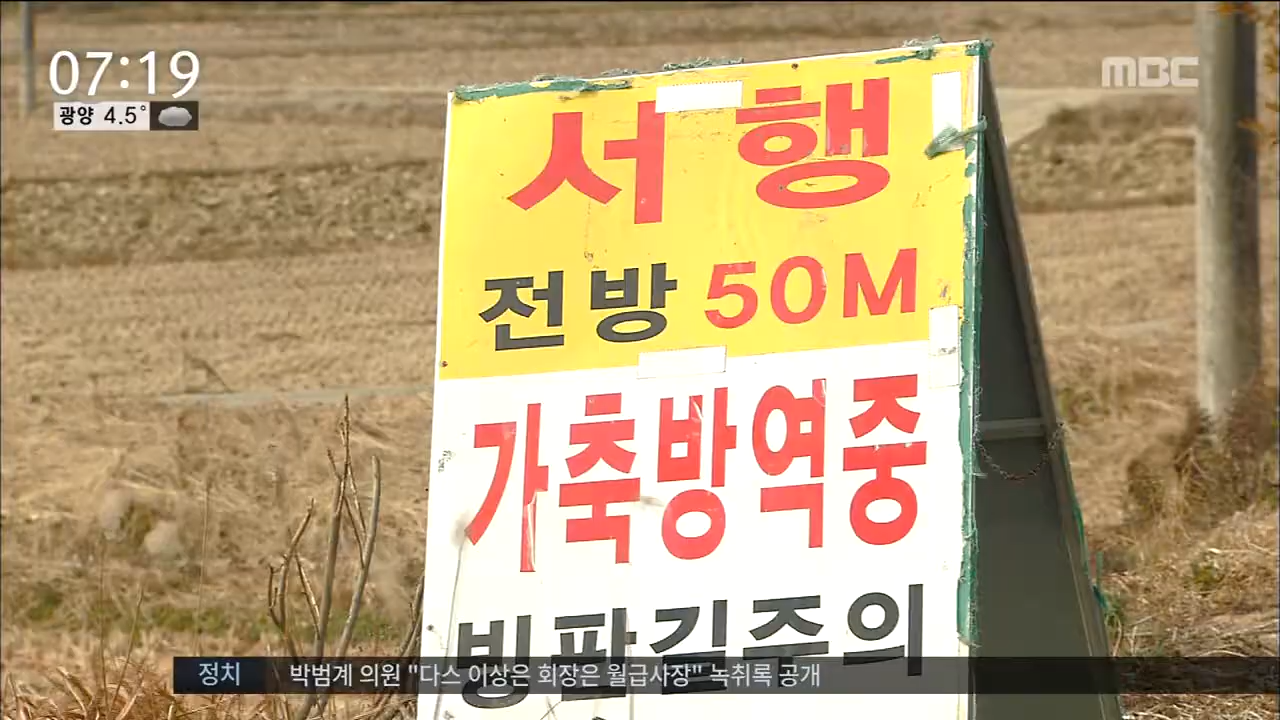 07:19
MBC
광양 4.5°
서행
전방 50M
가축방역중
빙판길주의
정치 박범계 의원 "다스 이상은 회장은 월급사장" 녹취록 공개